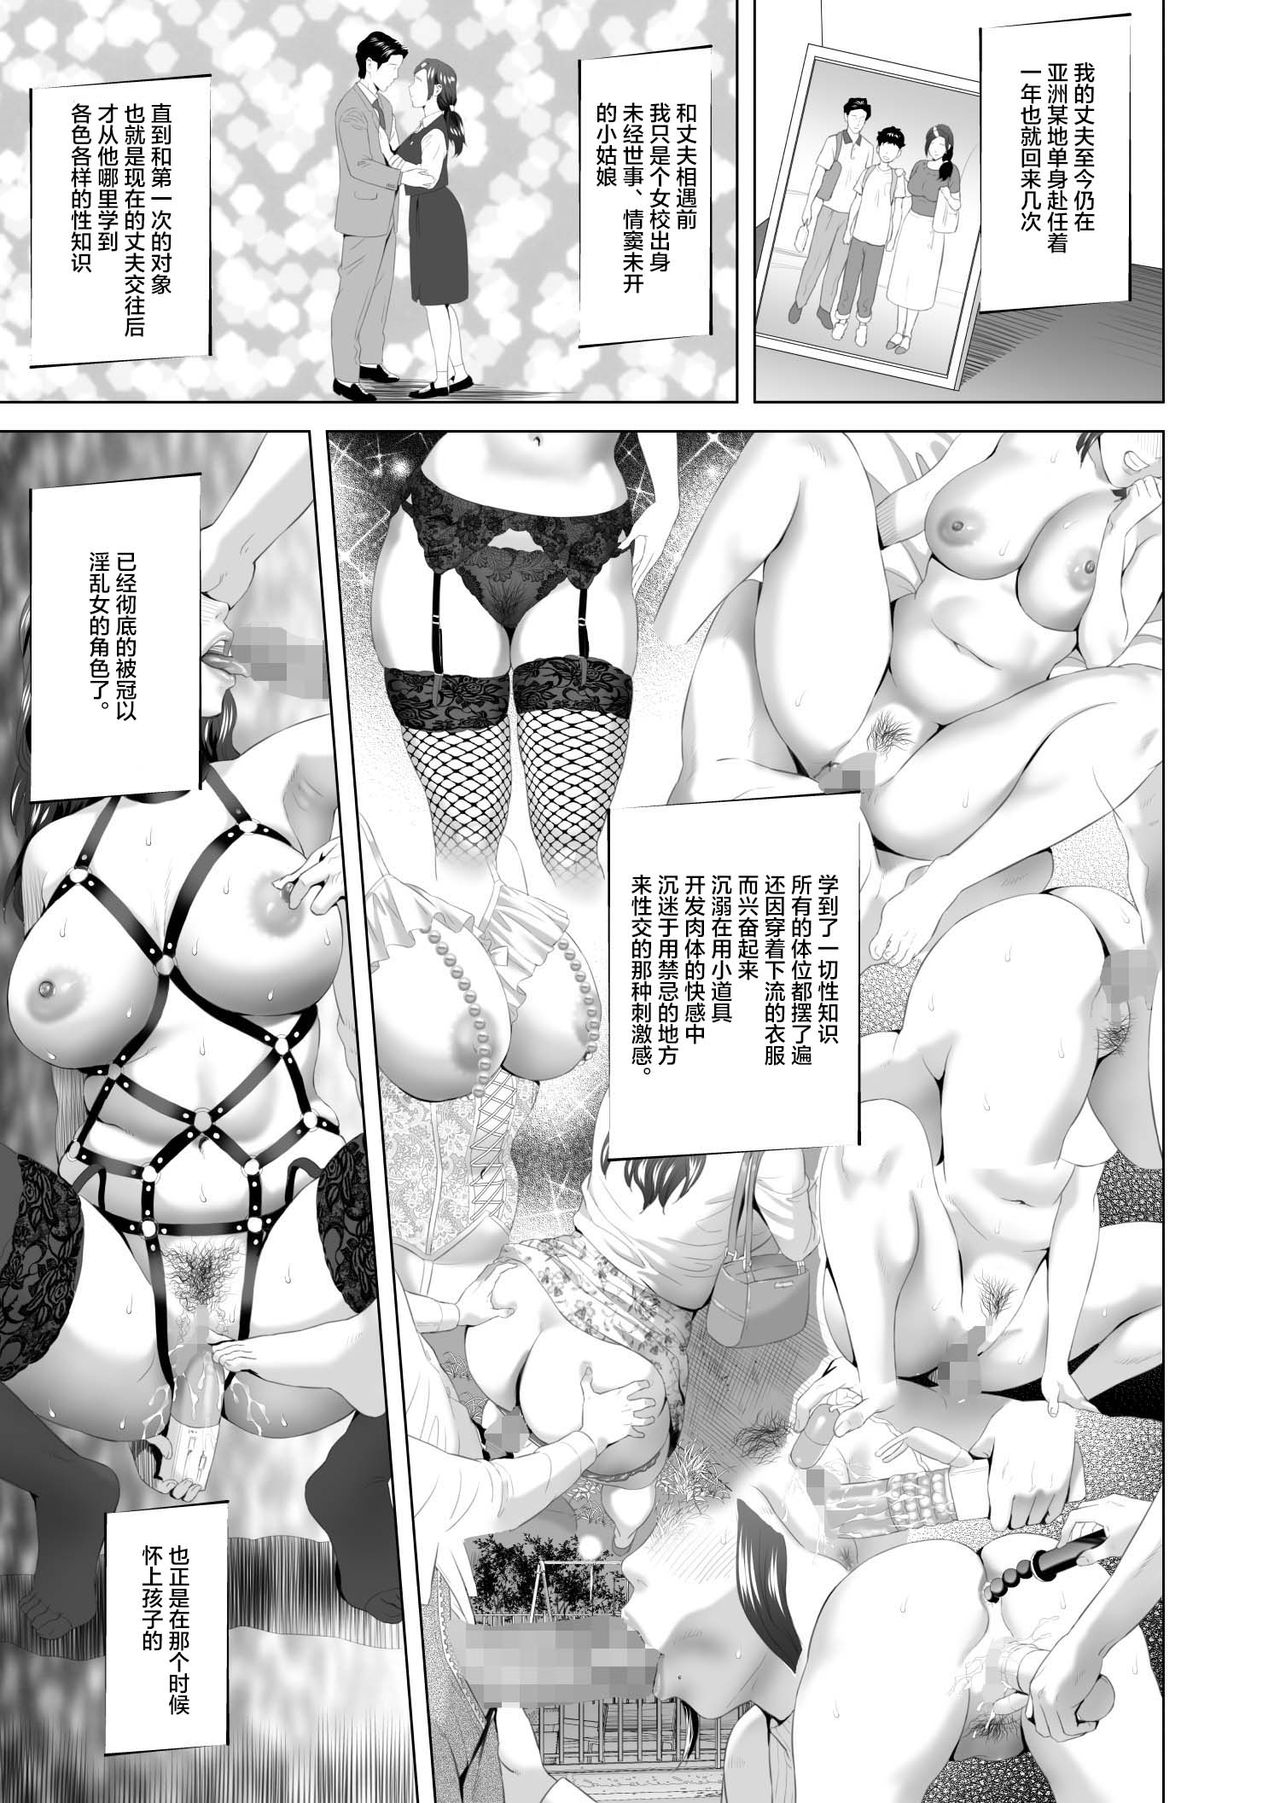 我的丈夫至今仍在
亚洲某地单身赴任着
一年也就回来几次
和丈夫相遇前
我只是个女校出身
未经世事、情窦未开
的小姑娘
直到和第一次的对象
也就是现在的丈夫交往后
才从他哪里学到
各色各样的性知识
学到了一切性知识
所有的体位都摆了遍
还因穿着下流的衣服
而兴奋起来
沉溺在用小道具
开发肉体的快感中
沉迷于用禁忌的地方
来性交的那种刺激感。
已经彻底的被冠以
淫乱女的角色了。
也正是在那个时候
怀上孩子的